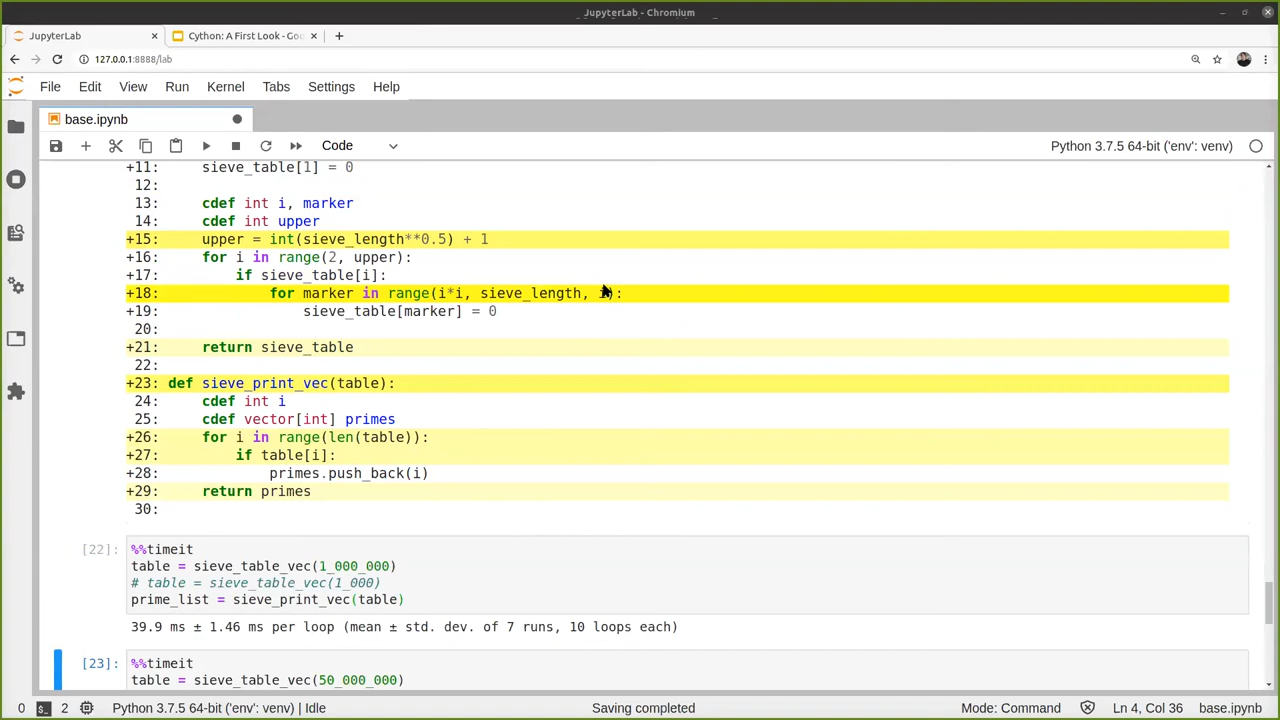 JupyterLab - Chromium
JupyterLab
Cython: A First Look - Goo
127.0.0.1:8888/lab
File Edit View Run Kernel Tabs Settings Help
base.ipynb
Code
Python 3.7.5 64-bit ('env': venv)
+11:     sieve_table[1] = 0
12:
13:     cdef int i, marker
14:     cdef int upper
+15:     upper = int(sieve_length**0.5) + 1
+16:     for i in range(2, upper):
+17:         if sieve_table[i]:
+18:             for marker in range(i*i, sieve_length, i):
+19:                 sieve_table[marker] = 0
20:
+21:     return sieve_table
22:
+23: def sieve_print_vec(table):
24:     cdef int i
25:     cdef vector[int] primes
+26:     for i in range(len(table)):
+27:         if table[i]:
+28:             primes.push_back(i)
+29:     return primes
30:
[22]: %%timeit
table = sieve_table_vec(1_000_000)
# table = sieve_table_vec(1_000)
prime_list = sieve_print_vec(table)
39.9 ms ± 1.46 ms per loop (mean ± std. dev. of 7 runs, 10 loops each)
[23]: %%timeit
table = sieve_table_vec(50_000_000)
0 $_ 2 Python 3.7.5 64-bit ('env': venv) | Idle Saving completed Mode: Command Ln 4, Col 36 base.ipynb